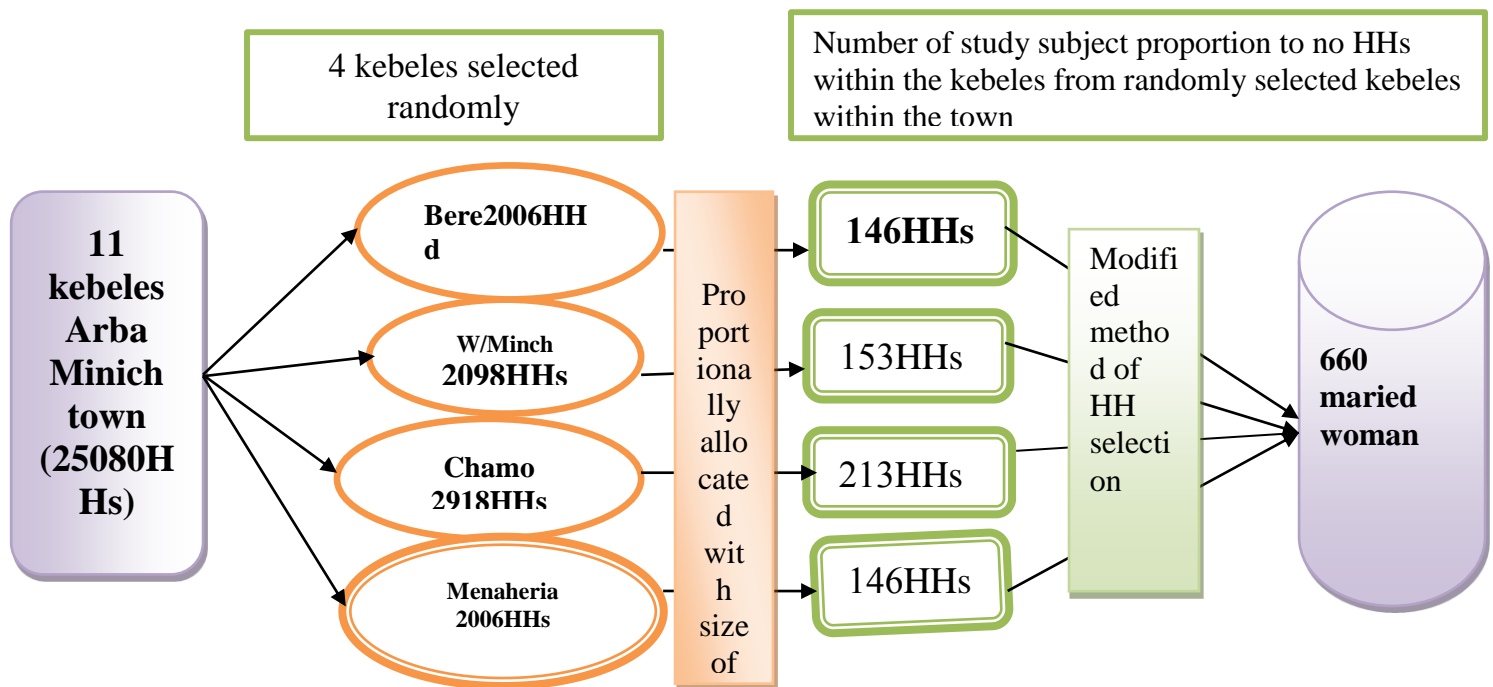 4 kebeles selected
randomly
Number of study subject proportion to no HHs
within the kebeles from randomly selected kebeles
within the town
11
kebeles
Arba
Minich
town
(25080H
Hs)
Bere2006HH
d
W/Minch
2098HHs
Chamo
2918HHs
Menaheria
2006HHs
Pro
port
iona
lly
allo
cate
d
wit
h
size
of
146HHs
153HHs
213HHs
146HHs
Modifi
ed
metho
d of
HH
selecti
on
660
maried
woman